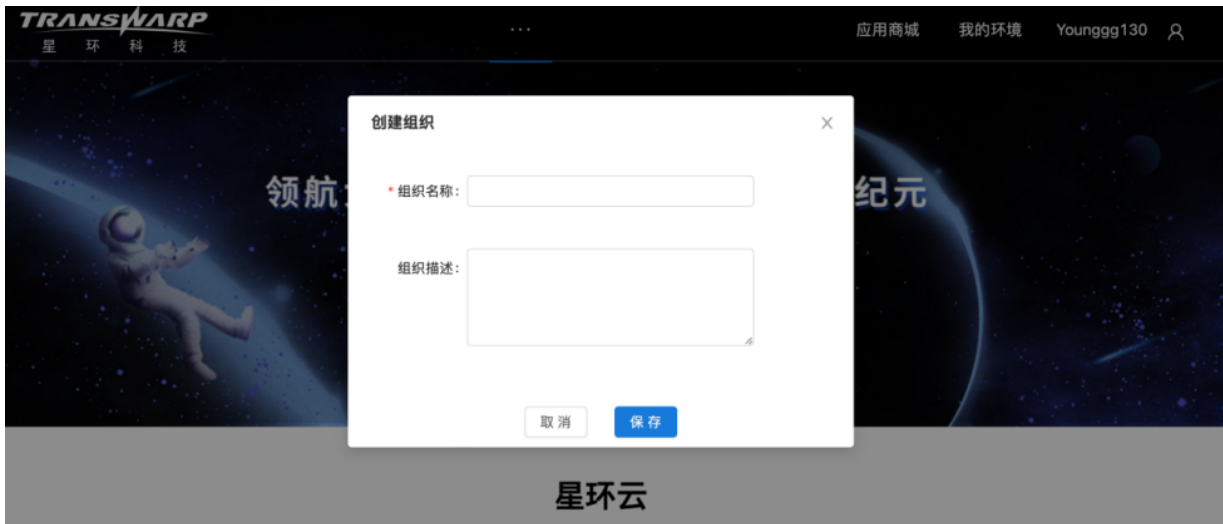 TRANSWARP
星环科技
...
应用商城 我的环境 Younggg130
创建组织
领航
纪元
* 组织名称:
组织描述:
取 消 保 存
星环云